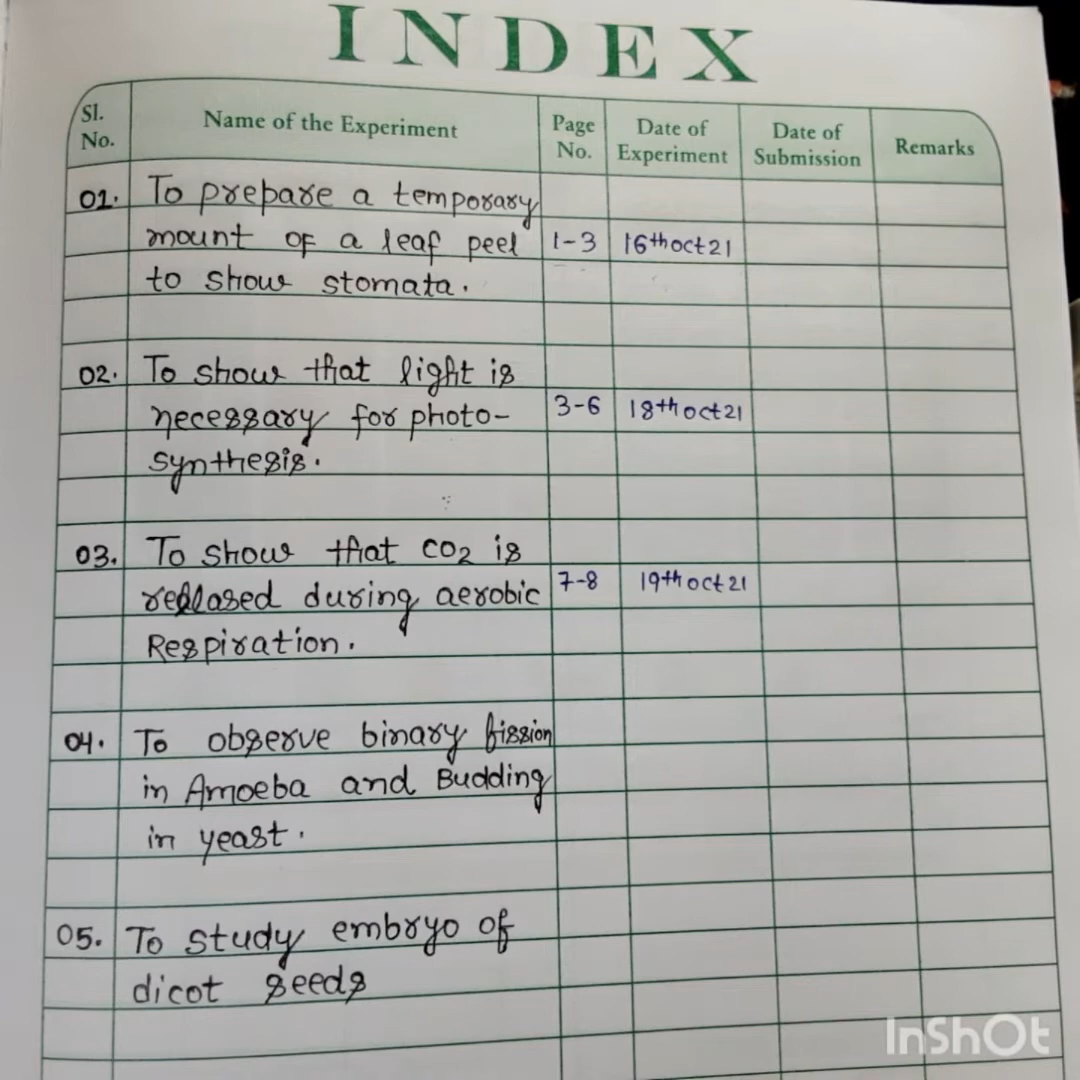 INDEX
Sl. No. Name of the Experiment Page No. Date of Experiment Date of Submission Remarks
01. To prepare a temporary
mount of a leaf peel 1-3 16th oct 21
to show stomata.
02. To show that light is
necessary for photo- 3-6 18th oct 21
synthesis.
03. To show that CO2 is
released during aerobic 7-8 19th oct 21
Respiration.
04. To observe binary fission
in Amoeba and Budding
in yeast.
05. To study embryo of
dicot seeds
InShOt